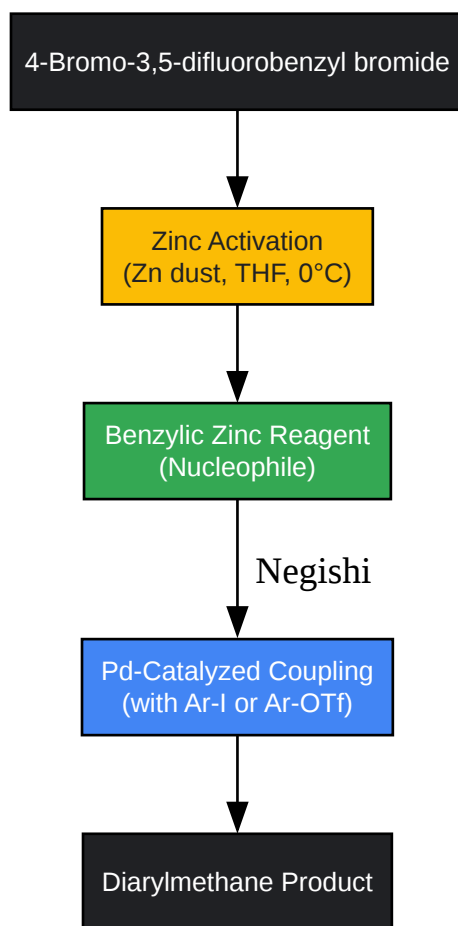 4-Bromo-3,5-difluorobenzyl bromide
Zinc Activation
(Zn dust, THF, 0°C)
Benzylic Zinc Reagent
(Nucleophile)
Negishi
Pd-Catalyzed Coupling
(with Ar-I or Ar-OTf)
Diarylmethane Product